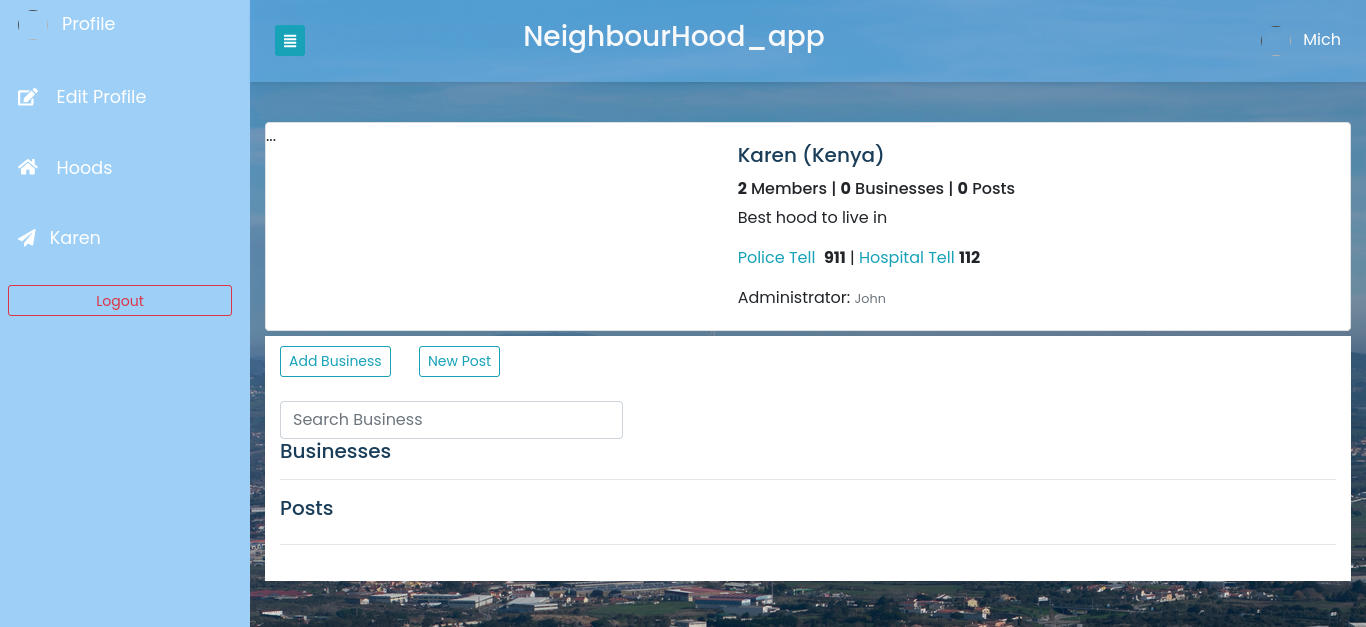 Profile
Edit Profile
Hoods
Karen
Logout
NeighbourHood_app
Mich
...
Karen (Kenya)
2 Members | 0 Businesses | 0 Posts
Best hood to live in
Police Tell 911 | Hospital Tell 112
Administrator: John
Add Business New Post
Search Business
Businesses
Posts